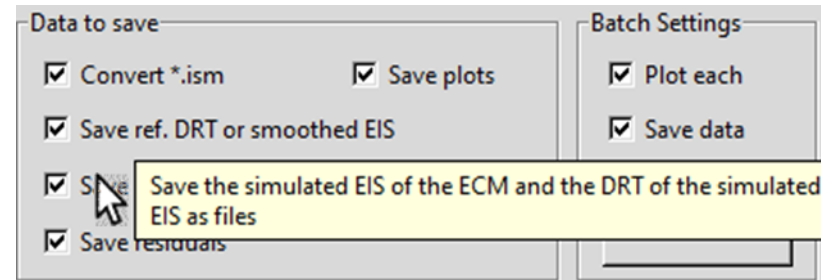 Data to save
Batch Settings
Convert *.ism
Save plots
Plot each
Save ref. DRT or smoothed EIS
Save data
Save the simulated EIS of the ECM and the DRT of the simulated
EIS as files
Save residuals